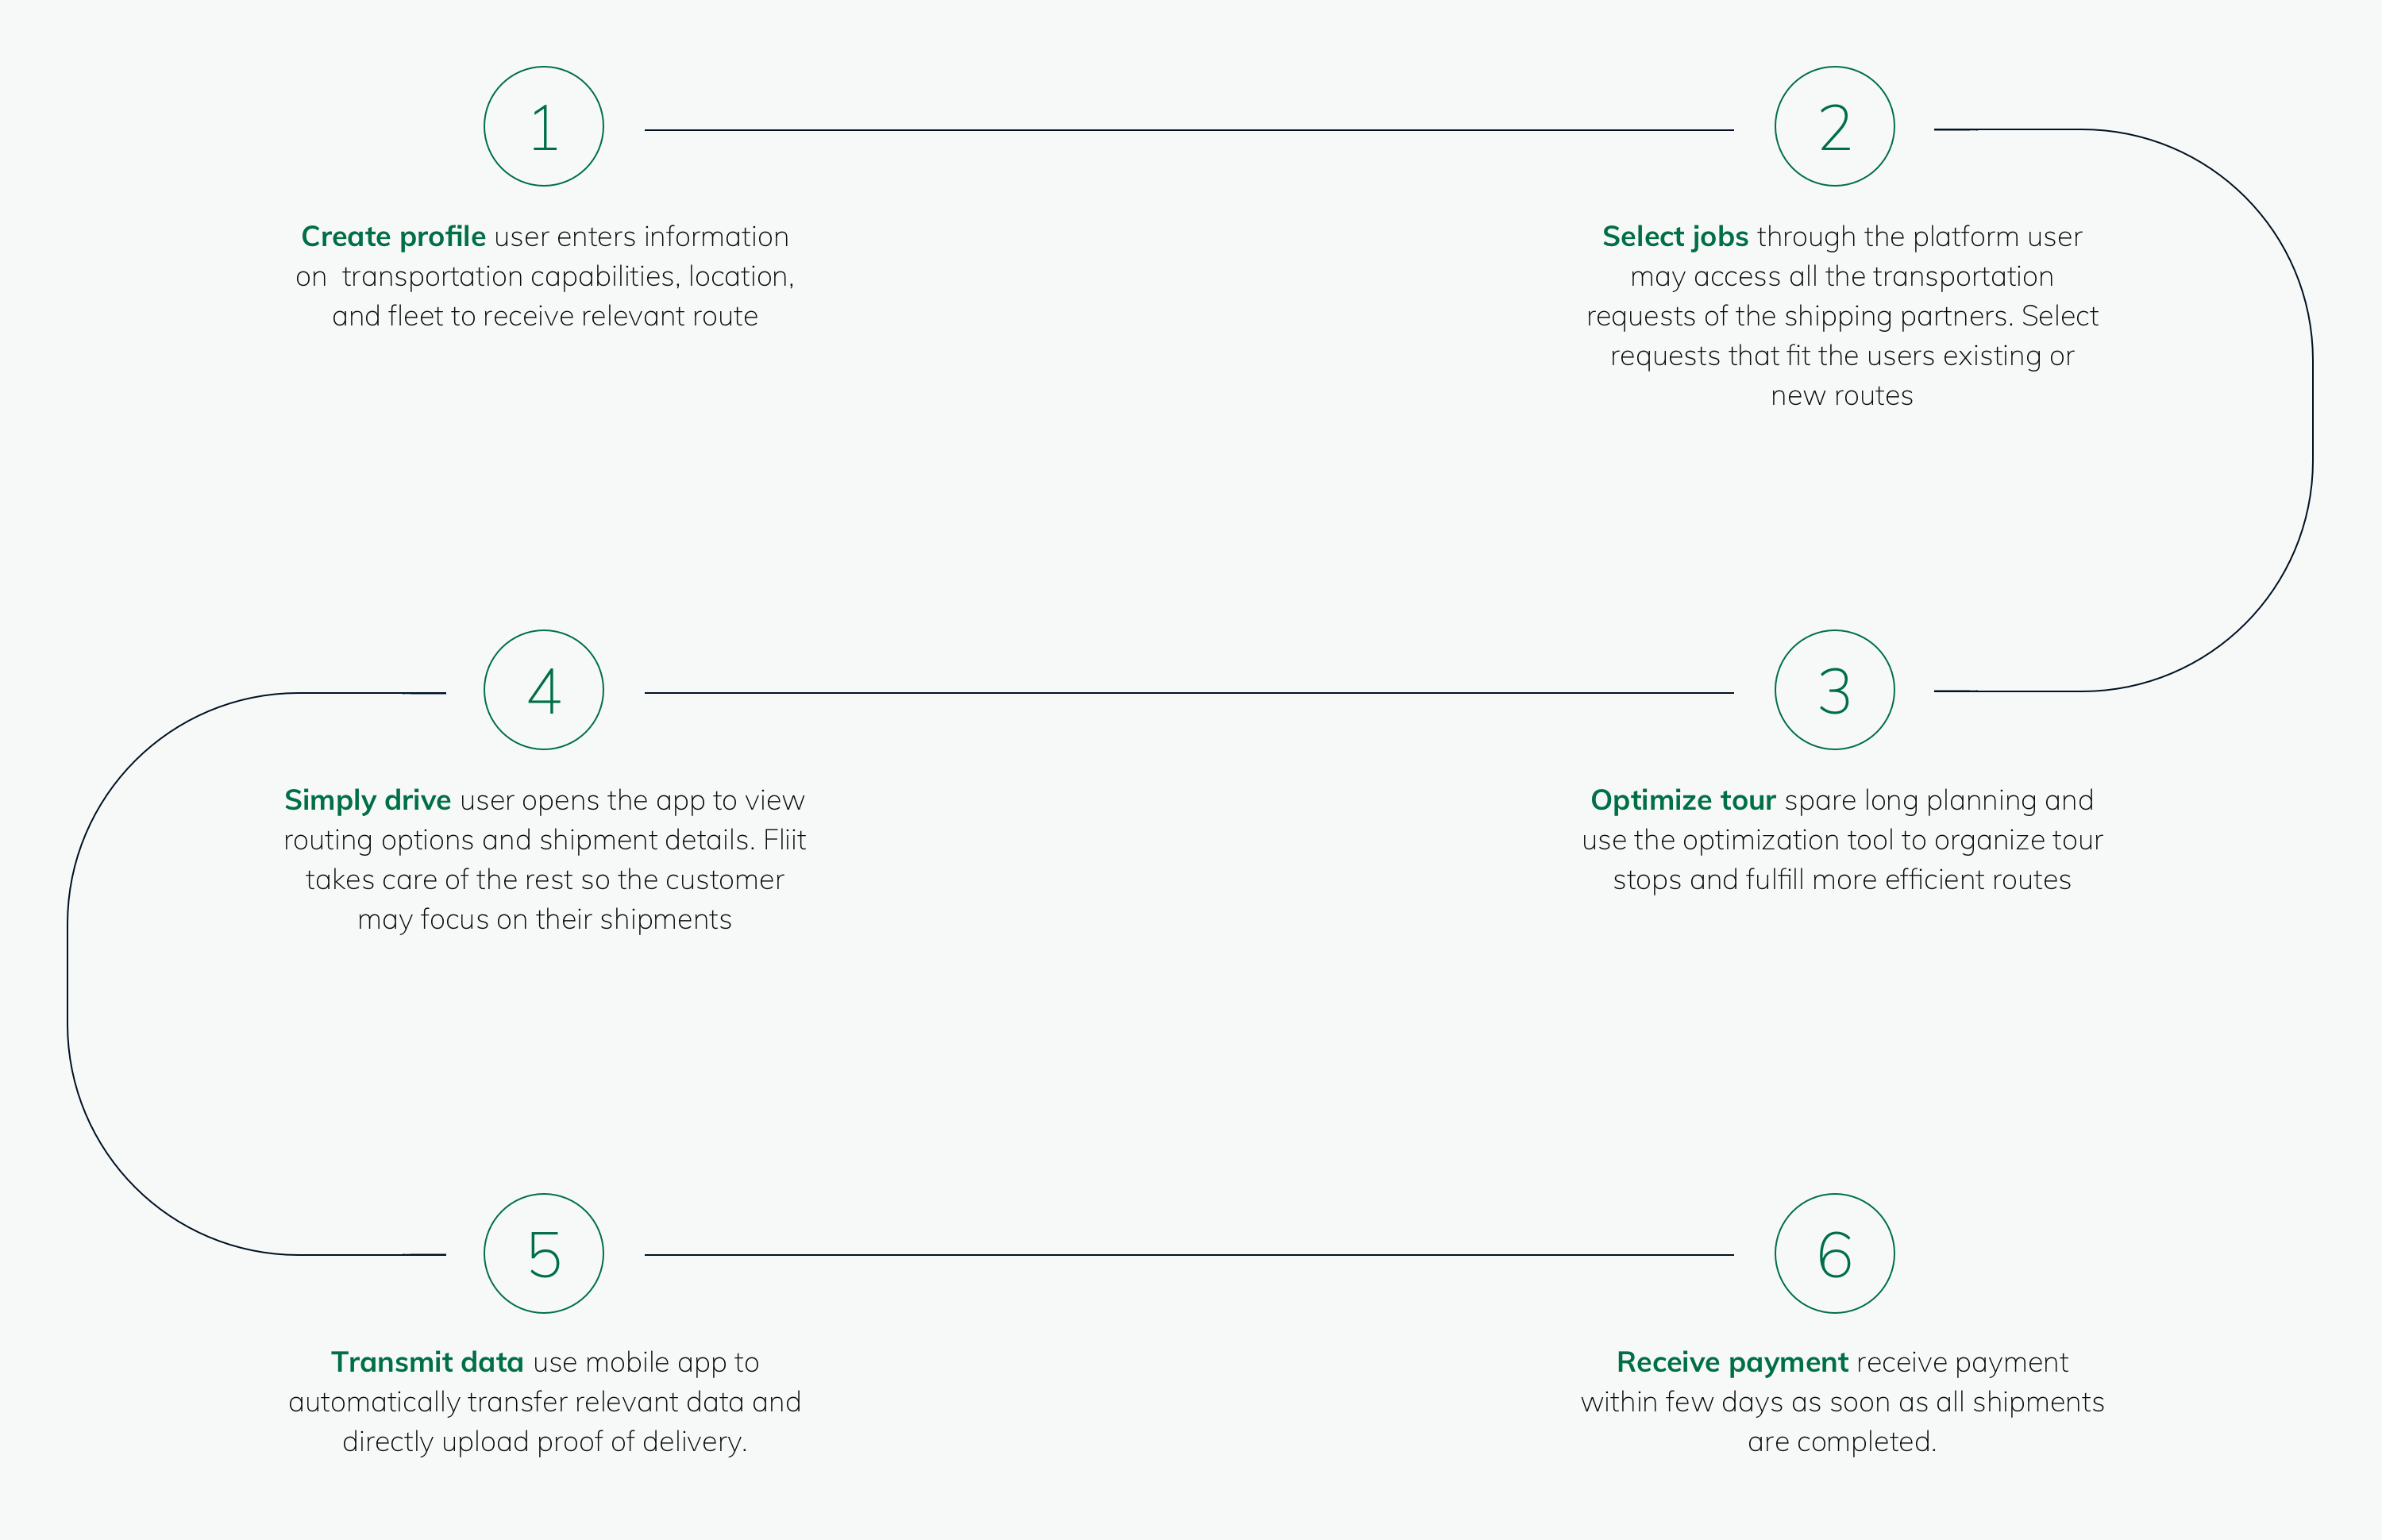 1
Create profile user enters information
on  transportation capabilities, location,
and fleet to receive relevant route
2
Select jobs through the platform user
may access all the transportation
requests of the shipping partners. Select
requests that fit the users existing or
new routes
3
Optimize tour spare long planning and
use the optimization tool to organize tour
stops and fulfill more efficient routes
4
Simply drive user opens the app to view
routing options and shipment details. Fliit
takes care of the rest so the customer
may focus on their shipments
5
Transmit data use mobile app to
automatically transfer relevant data and
directly upload proof of delivery.
6
Receive payment receive payment
within few days as soon as all shipments
are completed.